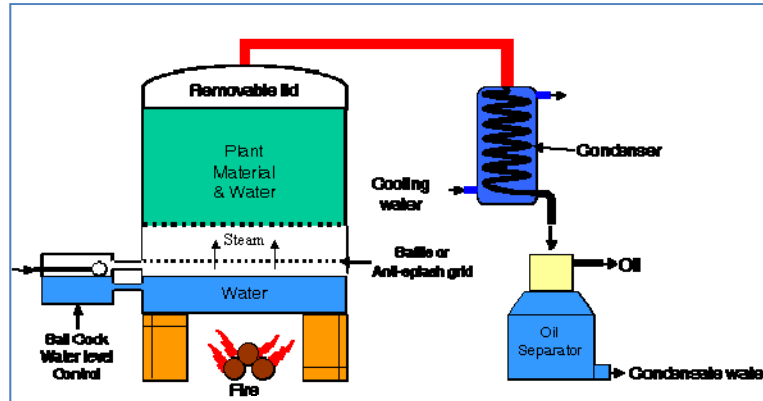 Removable lid
Plant
Material
& Water
Steam
Water
Baffle or
Anti-splash grid
Ball Cock
Water level
Control
Fire
Cooling
water
Condenser
Oil
Oil
Separator
Condensate water